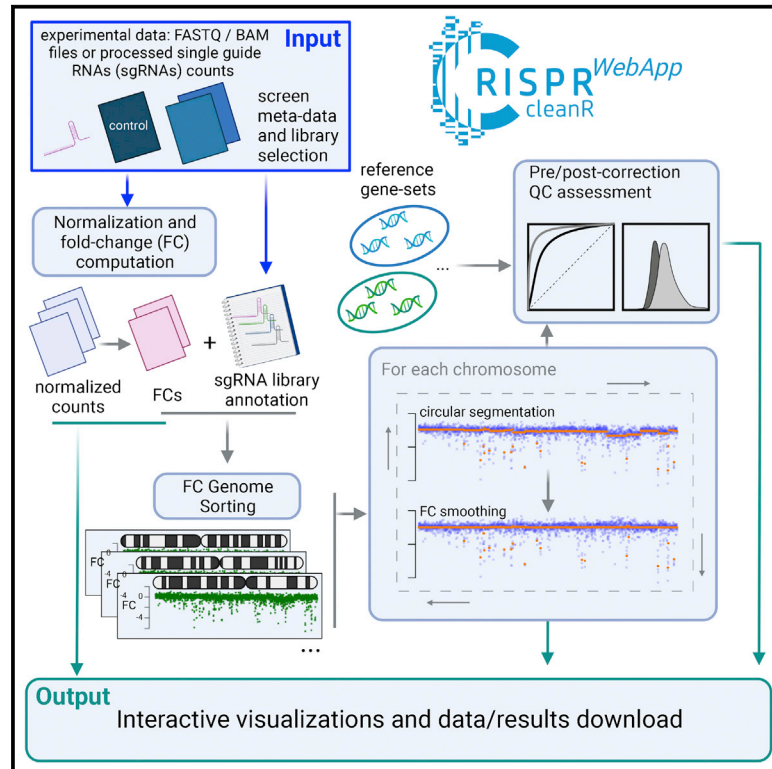 experimental data: FASTQ / BAM
files or processed single guide
RNAs (sgRNAs) counts
Input
control
screen
meta-data
and library
selection
CRISPR
WebApp
cleanR
Normalization and
fold-change (FC)
computation
reference
gene-sets
...
Pre/post-correction
QC assessment
+
normalized
counts
FCs
sgRNA library
annotation
For each chromosome
circular segmentation
FC smoothing
FC Genome
Sorting
FC
0
-4
FC
0
-4
FC
0
-4
...
Output
Interactive visualizations and data/results download